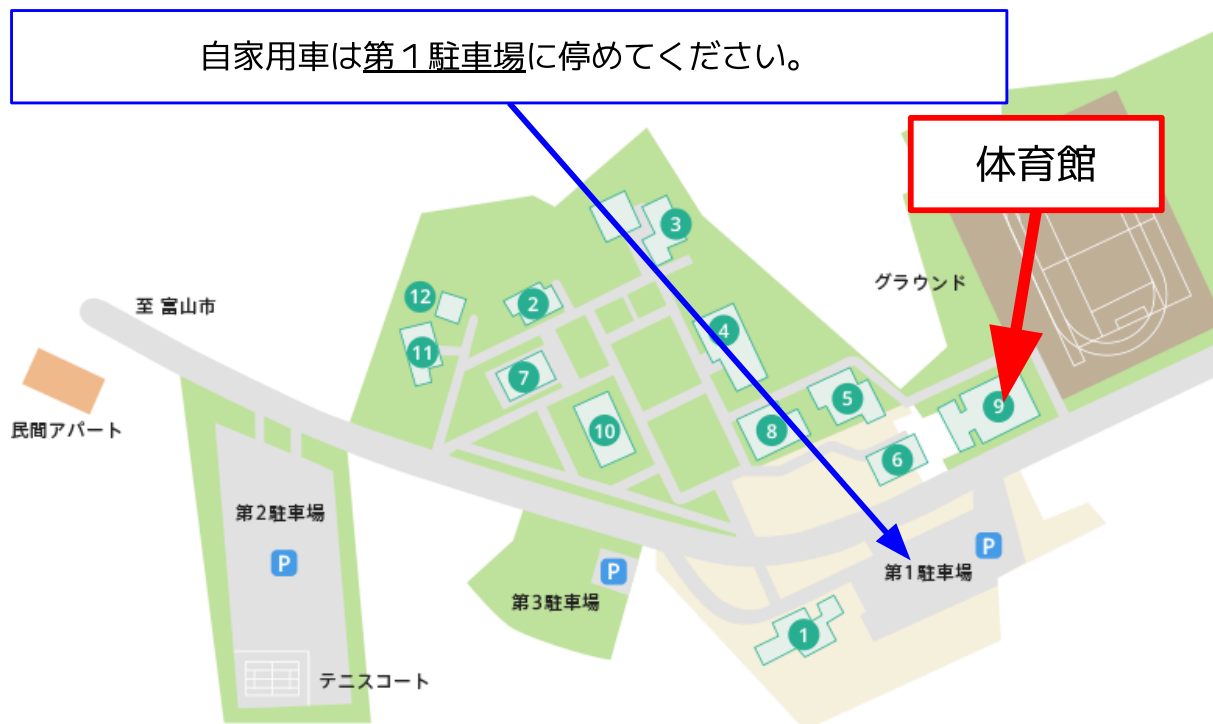 自家用車は第１駐車場に停めてください。
体育館
3
グラウンド
12
2
至 富山市
4
11
7
5
9
民間アパート
10
8
6
第2駐車場
P
P
第1駐車場
P
第3駐車場
1
テニスコート